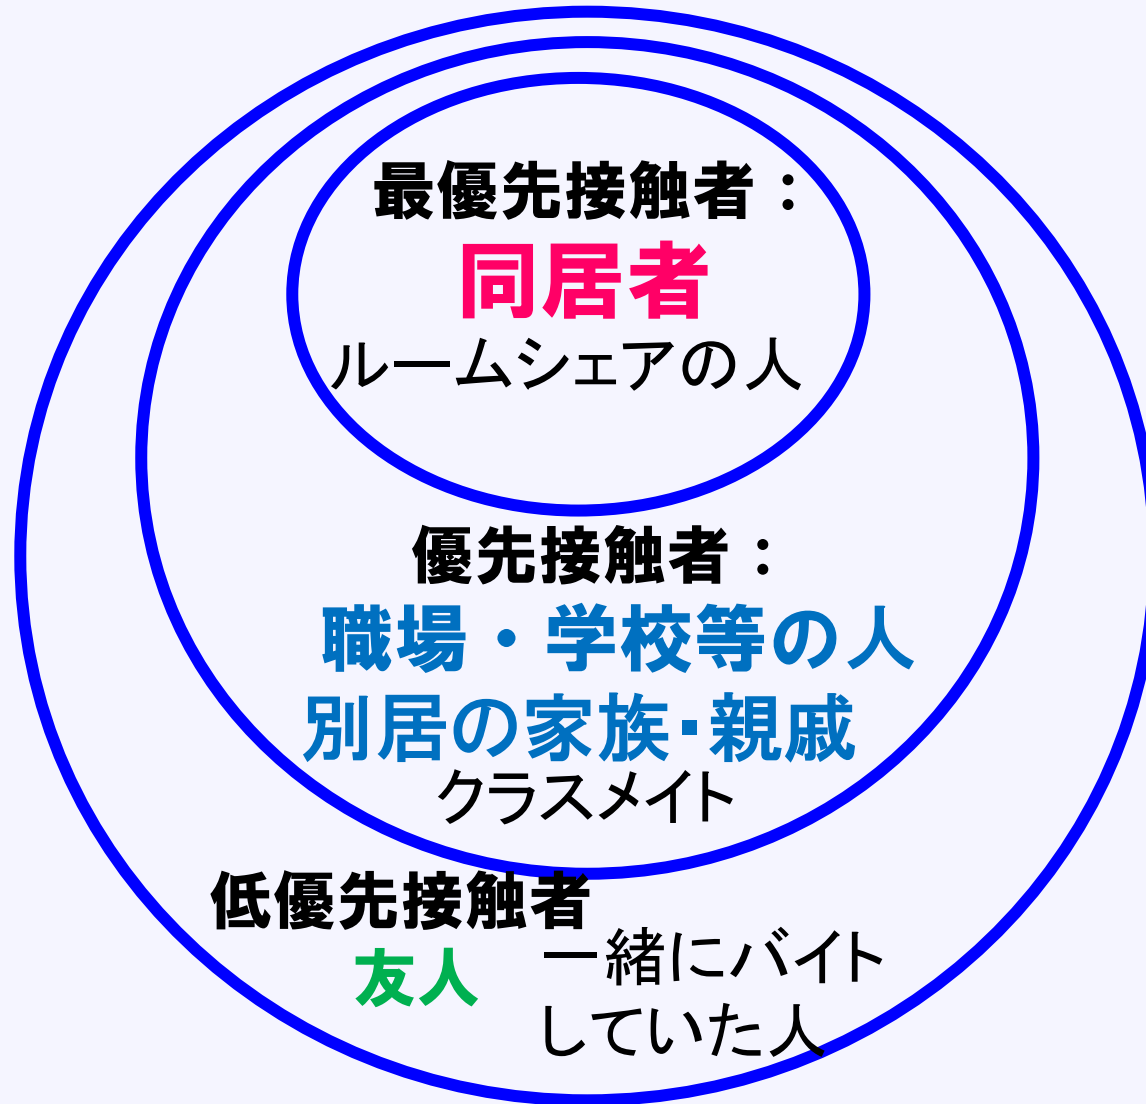 最優先接触者：
同居者
ルームシェアの人
優先接触者：
職場・学校等の人
別居の家族･親戚
クラスメイト
低優先接触者
友人
一緒にバイト
していた人